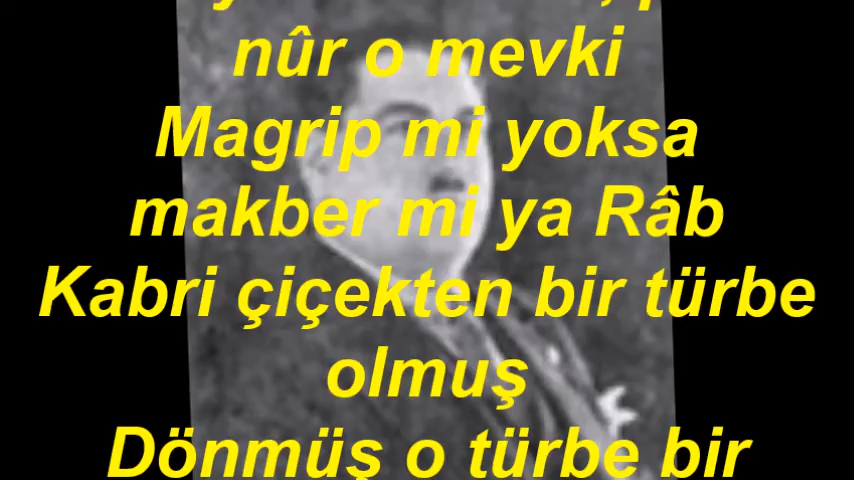 nûr o mevki
Magrip mi yoksa
makber mi ya Râb
Kabri çiçekten bir türbe
olmuş
Dönmüş o türbe bir